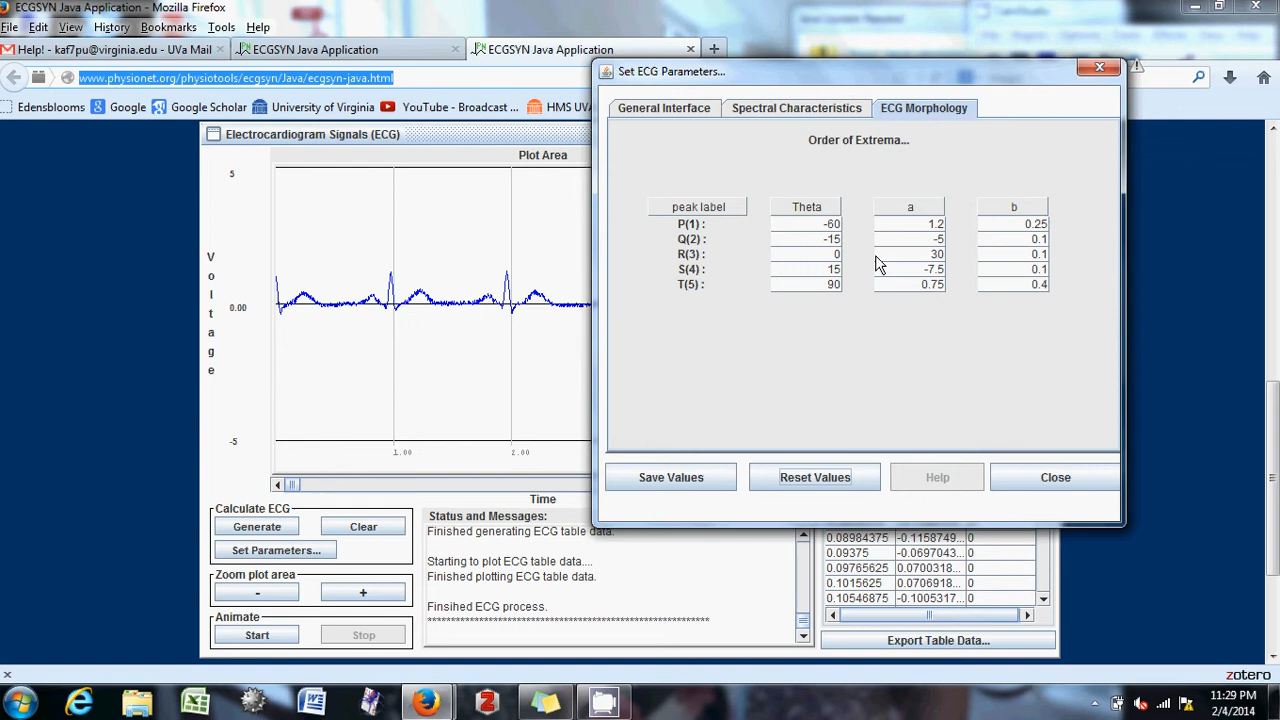 ECGSYN Java Application - Mozilla Firefox
File Edit View History Bookmarks Tools Help
Help! - kaf7pu@virginia.edu - UVa Mail
ECGSYN Java Application
ECGSYN Java Application
www.physionet.org/physiotools/ecgsyn/Java/ecgsyn-java.html
Edensblooms Google Google Scholar University of Virginia YouTube - Broadcast ... HMS UVA
Electrocardiogram Signals (ECG)
Plot Area
5
0.00
-5
Voltage
1.00 2.00
Time
Calculate ECG
Generate Clear
Set Parameters...
Zoom plot area
- +
Animate
Start Stop
Status and Messages:
Finished generating ECG table data.
Starting to plot ECG table data....
Finished plotting ECG table data.
Finsihed ECG process.
0.08984375 -0.1158749... 0
0.09375 -0.0697043... 0
0.09765625 0.0700318... 0
0.1015625 0.0706918... 0
0.10546875 -0.1005317... 0
Export Table Data...
Set ECG Parameters...
General Interface Spectral Characteristics ECG Morphology
Order of Extrema...
peak label Theta a b
P(1) : -60 1.2 0.25
Q(2) : -15 -5 0.1
R(3) : 0 30 0.1
S(4) : 15 -7.5 0.1
T(5) : 90 0.75 0.4
Save Values Reset Values Help Close
zotero
11:29 PM
2/4/2014